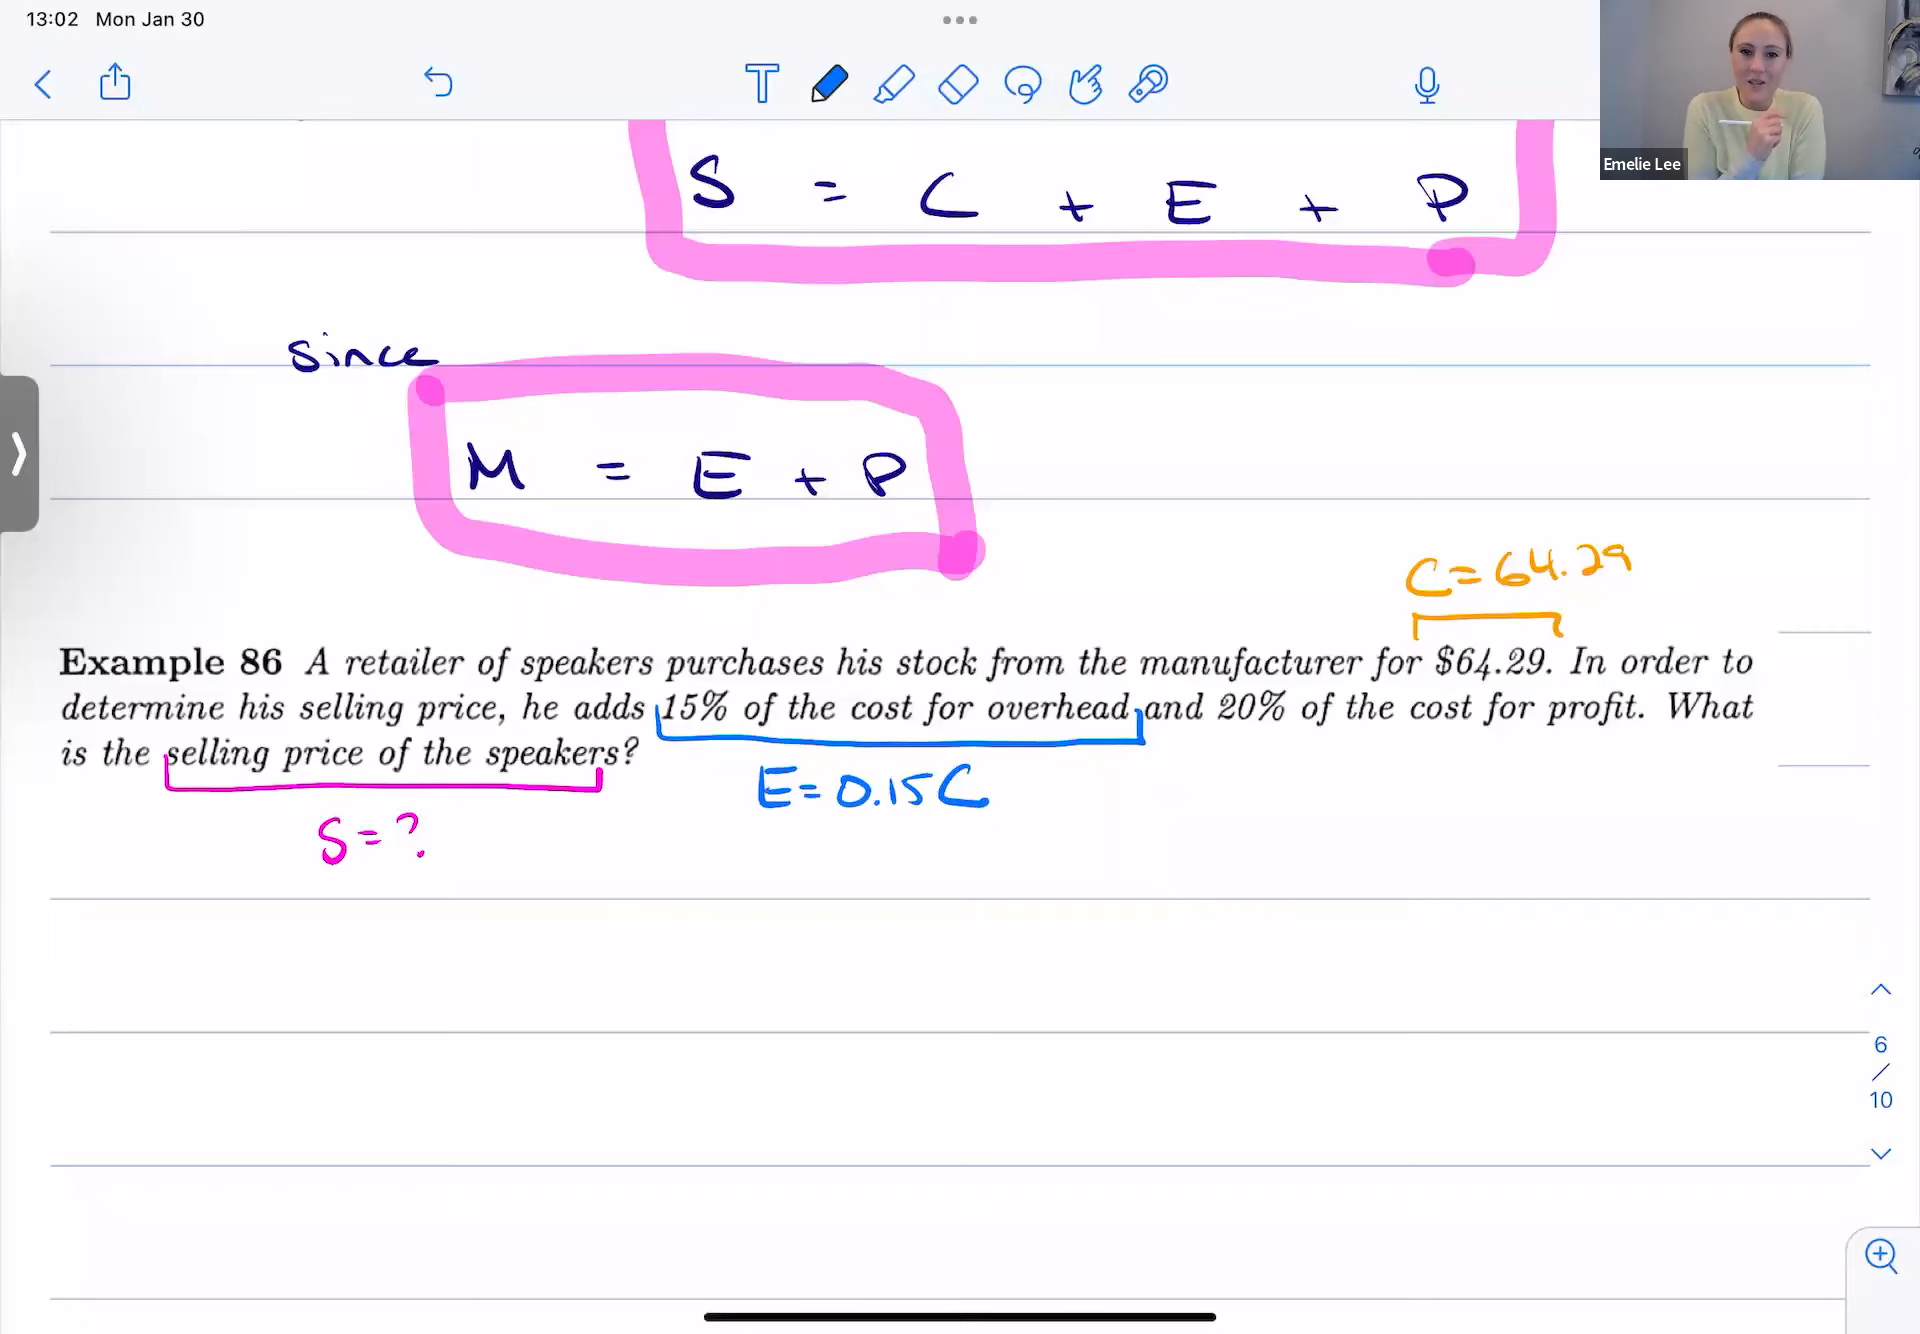 13:02 Mon Jan 30
Emelie Lee
S = C + E + P
since
M = E + P
C = 64.29
Example 86 A retailer of speakers purchases his stock from the manufacturer for $64.29. In order to
determine his selling price, he adds 15% of the cost for overhead and 20% of the cost for profit. What
is the selling price of the speakers?
E = 0.15C
S = ?
6
/
10